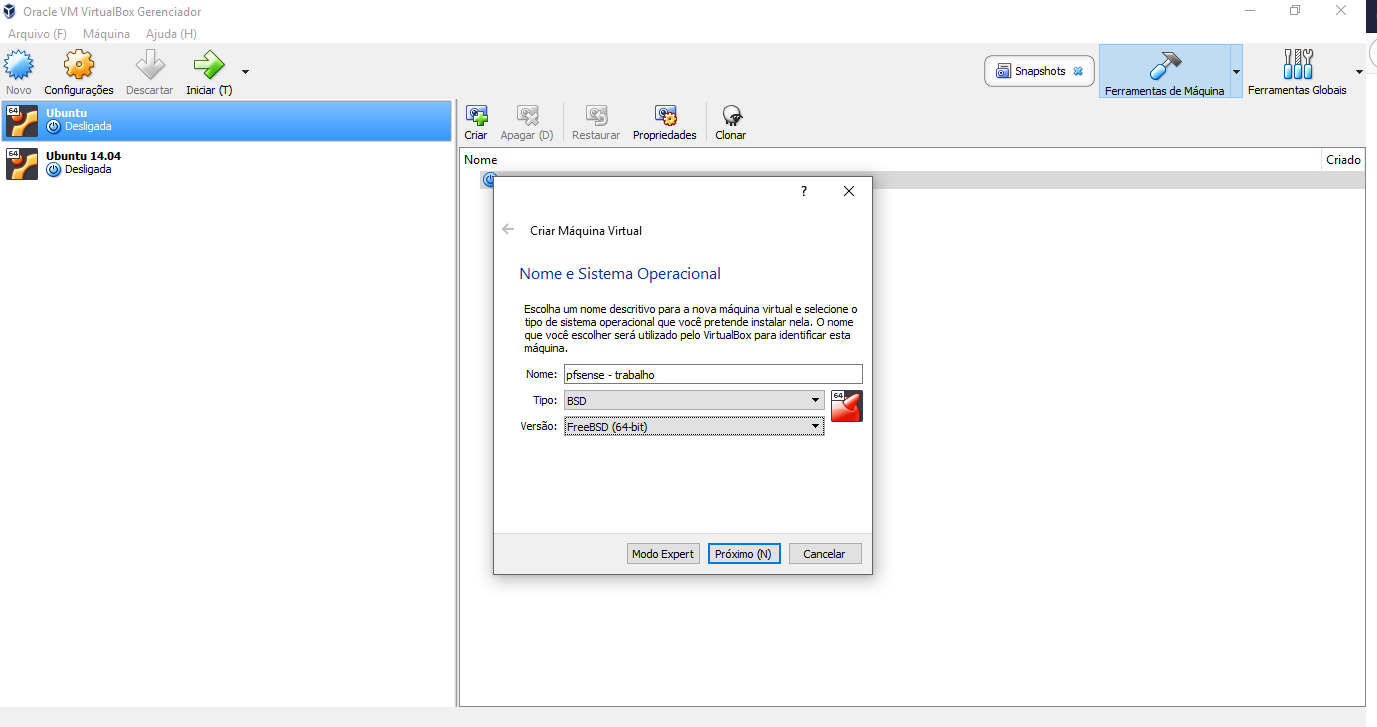 Oracle VM VirtualBox Gerenciador
Arquivo (F) Máquina Ajuda (H)
Novo Configurações Descartar Iniciar (T)
Snapshots
Ferramentas de Máquina Ferramentas Globais
64 Ubuntu
Desligada
64 Ubuntu 14.04
Desligada
Criar Apagar (D) Restaurar Propriedades Clonar
Nome Criado
?
Criar Máquina Virtual
Nome e Sistema Operacional
Escolha um nome descritivo para a nova máquina virtual e selecione o
tipo de sistema operacional que você pretende instalar nela. O nome
que você escolher será utilizado pelo VirtualBox para identificar esta
máquina.
Nome: pfsense - trabalho
Tipo: BSD
64
Versão: FreeBSD (64-bit)
Modo Expert Próximo (N) Cancelar